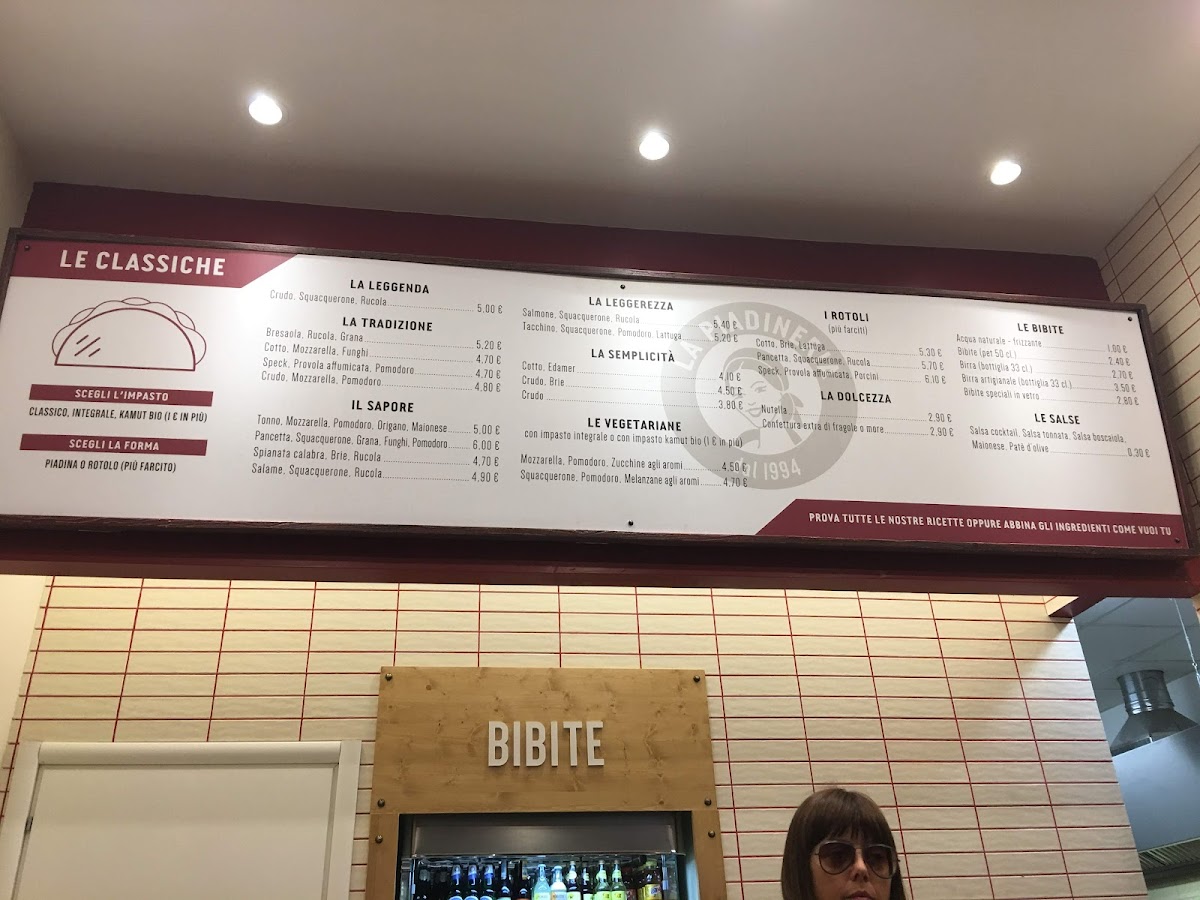 LE CLASSICHE
SCEGLI L'IMPASTO
CLASSICO, INTEGRALE, KAMUT BIO (1 € IN PIÙ)
SCEGLI LA FORMA
PIADINA O ROTOLO (PIÙ FARCITO)
LA LEGGENDA
Crudo, Squacquerone, Rucola 5,00 €
LA TRADIZIONE
Bresaola, Rucola, Grana 5,20 €
Cotto, Mozzarella, Funghi 4,70 €
Speck, Provola affumicata, Pomodoro 4,70 €
Crudo, Mozzarella, Pomodoro 4,80 €
IL SAPORE
Tonno, Mozzarella, Pomodoro, Origano, Maionese 5,00 €
Pancetta, Squacquerone, Grana, Funghi, Pomodoro 6,00 €
Spianata calabra, Brie, Rucola 4,70 €
Salame, Squacquerone, Rucola 4,90 €
LA LEGGEREZZA
Salmone, Squacquerone, Rucola 5,40 €
Tacchino, Squacquerone, Pomodoro, Lattuga 5,20 €
LA SEMPLICITÀ
Cotto, Edamer 4,10 €
Crudo, Brie 4,50 €
Crudo 3,80 €
LE VEGETARIANE
con impasto integrale o con impasto kamut bio (1 € in più)
Mozzarella, Pomodoro, Zucchine agli aromi 4,50 €
Squacquerone, Pomodoro, Melanzane agli aromi 4,70 €
I ROTOLI
(più farciti)
Cotto, Brie, Lattuga 5,30 €
Pancetta, Squacquerone, Rucola 5,70 €
Speck, Provola affumicata, Porcini 6,10 €
LA DOLCEZZA
Nutella 2,90 €
Confettura extra di fragole o more 2,90 €
LE BIBITE
Acqua naturale - frizzante 1,00 €
Bibite (pet 50 cl.) 2,40 €
Birra (bottiglia 33 cl.) 2,70 €
Birra artigianale (bottiglia 33 cl.) 3,50 €
Bibite speciali in vetro 2,80 €
LE SALSE
Salsa cocktail, Salsa tonnata, Salsa boscaiola,
Maionese, Patè d'olive 0,30 €
LA PIADINERIA
dal 1994
PROVA TUTTE LE NOSTRE RICETTE OPPURE ABBINA GLI INGREDIENTI COME VUOI TU
BIBITE